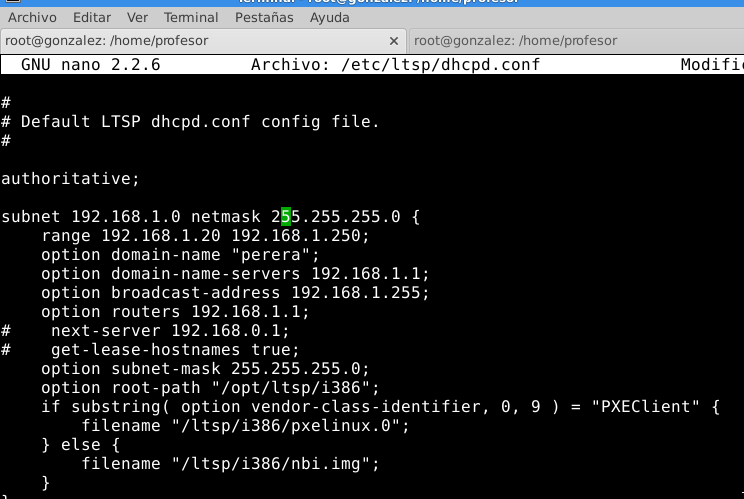 Terminal - root@gonzalez: /home/profesor
Archivo Editar Ver Terminal Pestañas Ayuda
root@gonzalez: /home/profesor × root@gonzalez: /home/profesor
GNU nano 2.2.6 Archivo: /etc/ltsp/dhcpd.conf Modific
#
# Default LTSP dhcpd.conf config file.
#
authoritative;
subnet 192.168.1.0 netmask 255.255.255.0 {
range 192.168.1.20 192.168.1.250;
option domain-name "perera";
option domain-name-servers 192.168.1.1;
option broadcast-address 192.168.1.255;
option routers 192.168.1.1;
# next-server 192.168.0.1;
# get-lease-hostnames true;
option subnet-mask 255.255.255.0;
option root-path "/opt/ltsp/i386";
if substring( option vendor-class-identifier, 0, 9 ) = "PXEClient" {
filename "/ltsp/i386/pxelinux.0";
} else {
filename "/ltsp/i386/nbi.img";
}
}